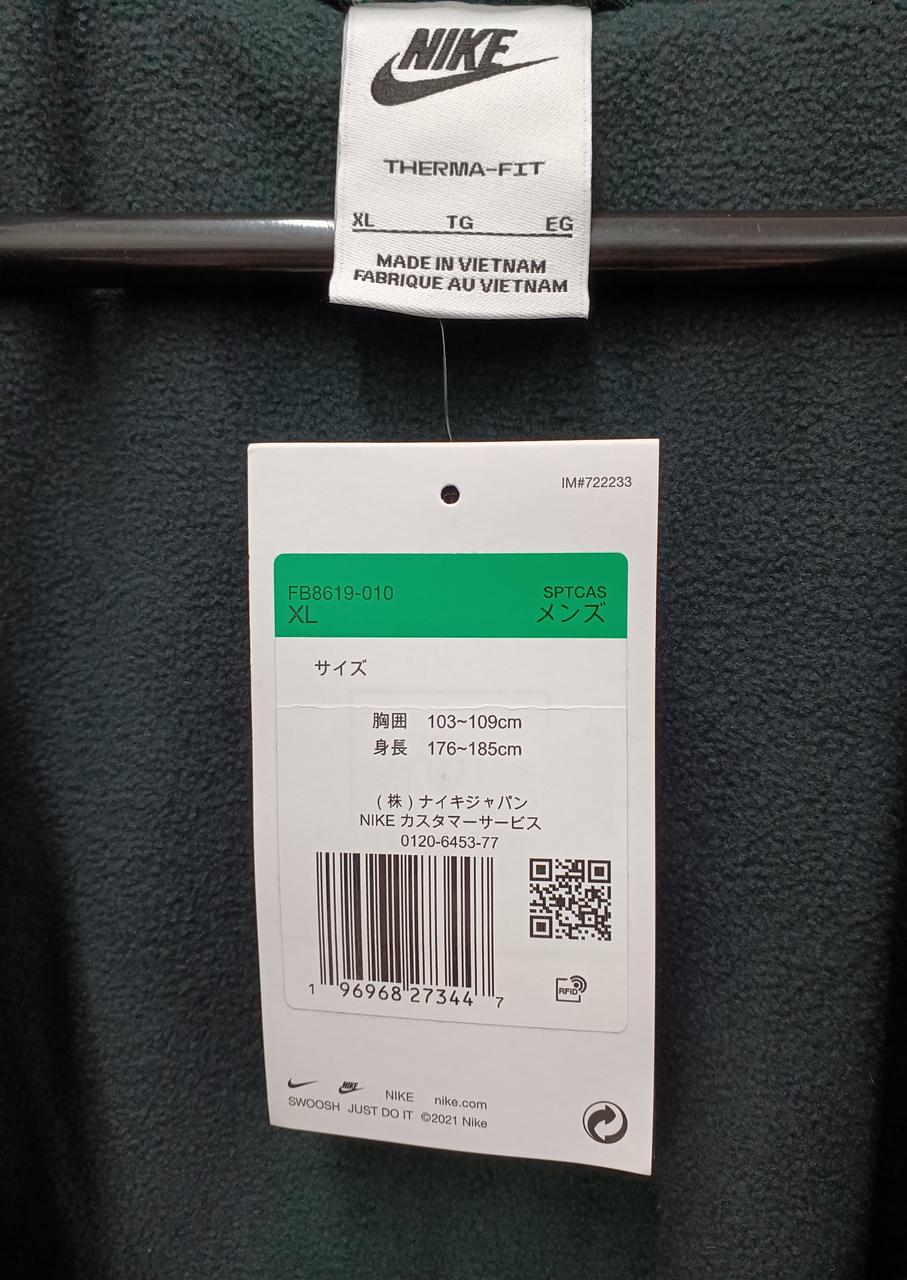 NIKE
THERMA-FIT
XL TG EG
MADE IN VIETNAM
FABRIQUE AU VIETNAM
IM#722233
FB8619-010 SPTCAS
XL メンズ
サイズ
胸囲 103~109cm
身長 176~185cm
(株)ナイキジャパン
NIKE カスタマーサービス
0120-6453-77
RFID
1 96968 27344 7
NIKE NIKE nike.com
SWOOSH JUST DO IT ©2021 Nike